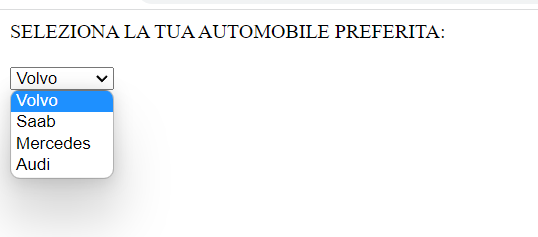 SELEZIONA LA TUA AUTOMOBILE PREFERITA:
Volvo
Volvo
Saab
Mercedes
Audi